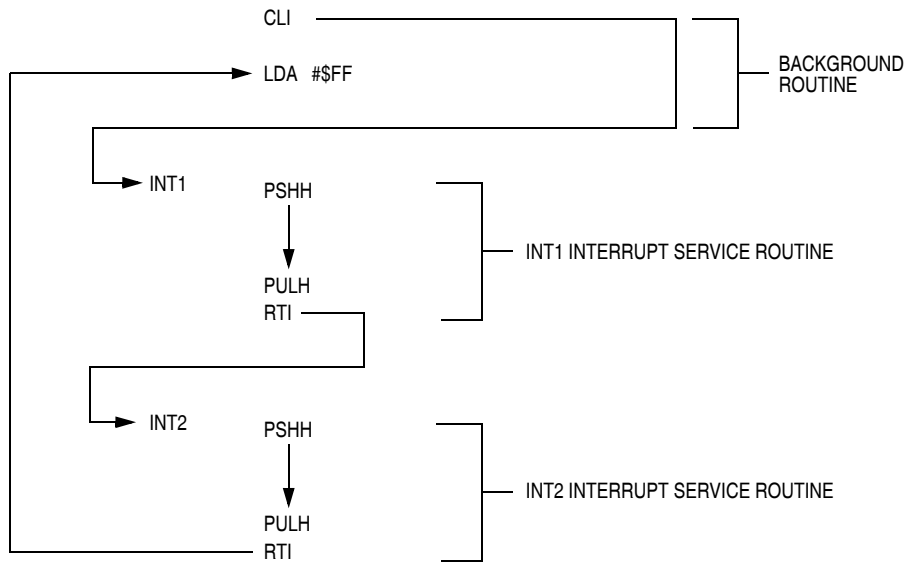 CLI
LDA #$FF
BACKGROUND
ROUTINE
INT1
PSHH
INT1 INTERRUPT SERVICE ROUTINE
PULH
RTI
INT2
PSHH
INT2 INTERRUPT SERVICE ROUTINE
PULH
RTI